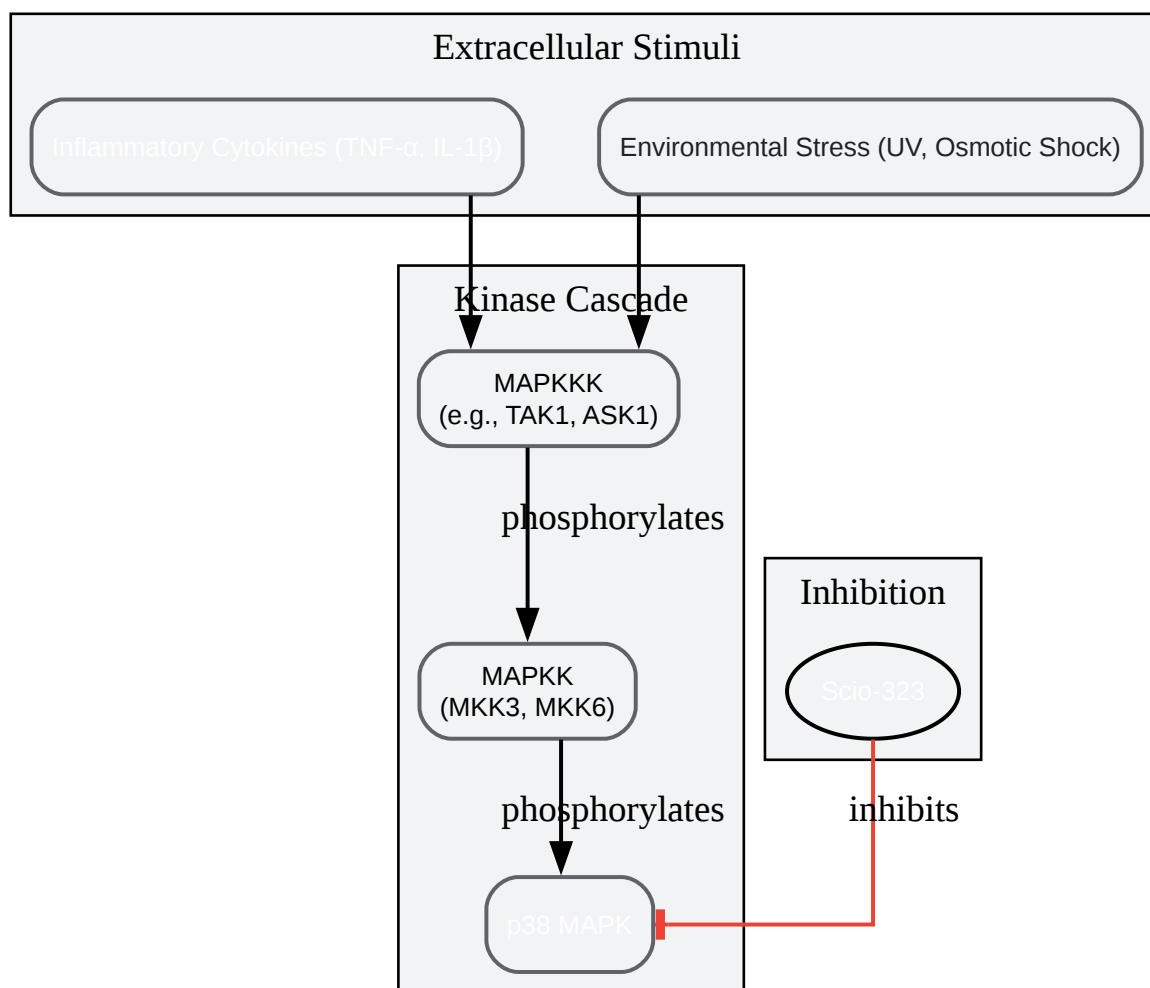 Extracellular Stimuli
Inflammatory Cytokines (TNF-α, IL-1β)
Environmental Stress (UV, Osmotic Shock)
Kinase Cascade
MAPKKK
(e.g., TAK1, ASK1)
phosphorylates
Inhibition
MAPKK
(MKK3, MKK6)
Scio-323
phosphorylates
inhibits
p38 MAPK